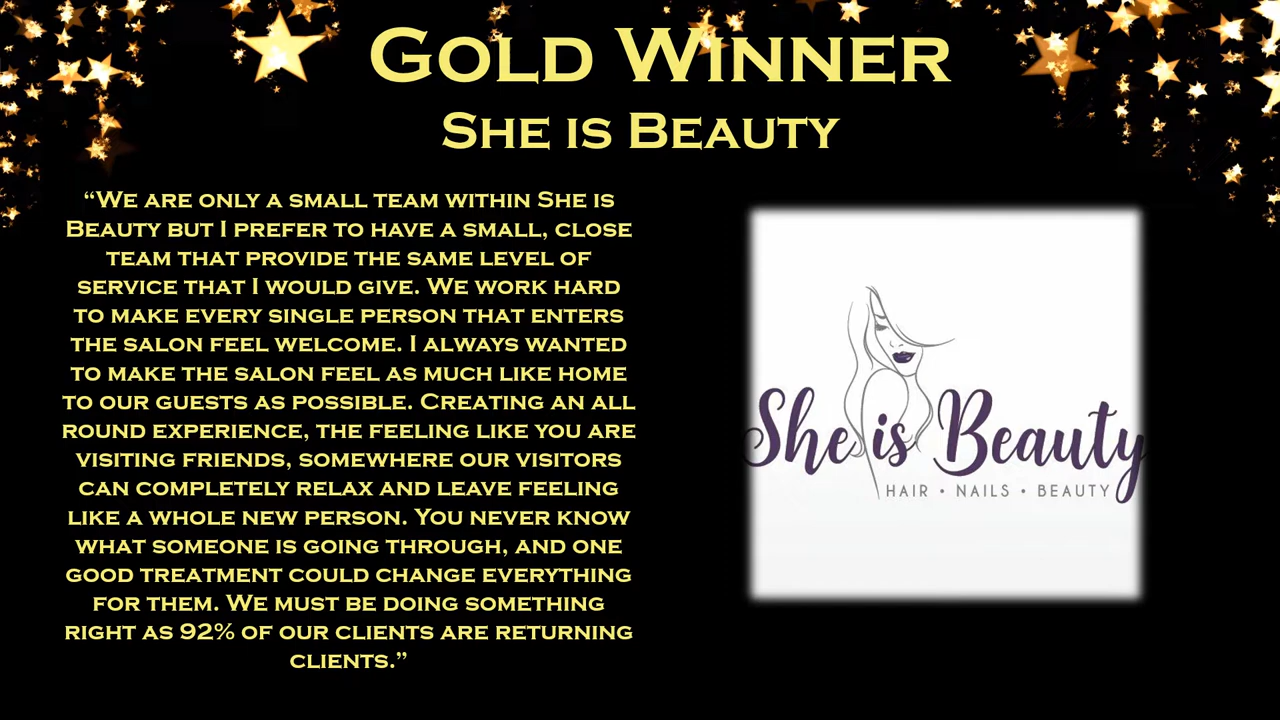 GOLD WINNER
SHE IS BEAUTY
“WE ARE ONLY A SMALL TEAM WITHIN SHE IS
BEAUTY BUT I PREFER TO HAVE A SMALL, CLOSE
TEAM THAT PROVIDE THE SAME LEVEL OF
SERVICE THAT I WOULD GIVE. WE WORK HARD
TO MAKE EVERY SINGLE PERSON THAT ENTERS
THE SALON FEEL WELCOME. I ALWAYS WANTED
TO MAKE THE SALON FEEL AS MUCH LIKE HOME
TO OUR GUESTS AS POSSIBLE. CREATING AN ALL
ROUND EXPERIENCE, THE FEELING LIKE YOU ARE
VISITING FRIENDS, SOMEWHERE OUR VISITORS
CAN COMPLETELY RELAX AND LEAVE FEELING
LIKE A WHOLE NEW PERSON. YOU NEVER KNOW
WHAT SOMEONE IS GOING THROUGH, AND ONE
GOOD TREATMENT COULD CHANGE EVERYTHING
FOR THEM. WE MUST BE DOING SOMETHING
RIGHT AS 92% OF OUR CLIENTS ARE RETURNING
CLIENTS.”
She is Beauty
HAIR • NAILS • BEAUTY